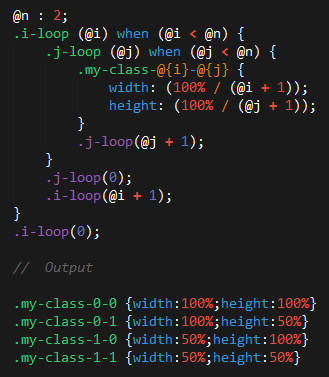 @n : 2;
.i-loop (@i) when (@i < @n) {
    .j-loop (@j) when (@j < @n) {
        .my-class-@{i}-@{j} {
            width: (100% / (@i + 1));
            height: (100% / (@j + 1));
        }
        .j-loop(@j + 1);
    }
    .j-loop(0);
    .i-loop(@i + 1);
}
.i-loop(0);
//  Output
.my-class-0-0 {width:100%;height:100%}
.my-class-0-1 {width:100%;height:50%}
.my-class-1-0 {width:50%;height:100%}
.my-class-1-1 {width:50%;height:50%}